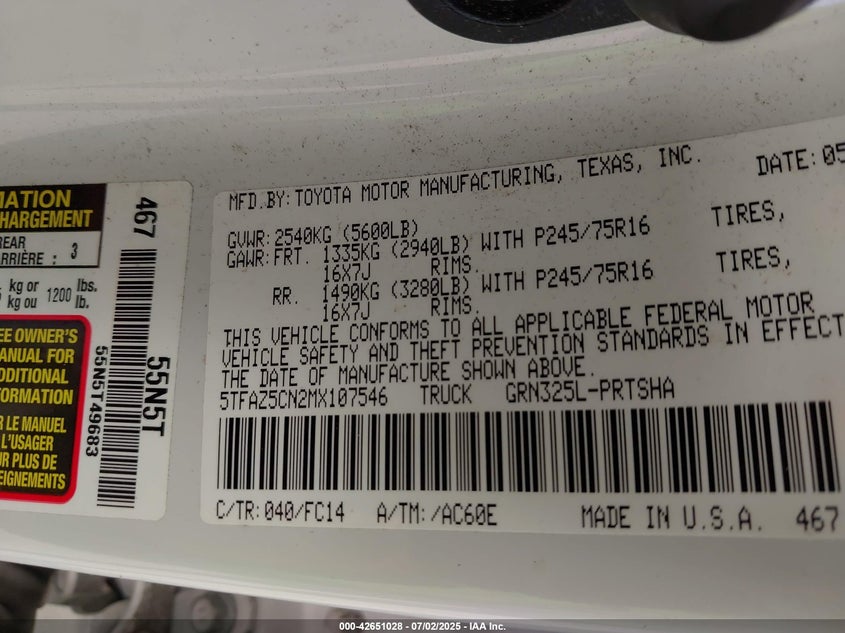 MATION
CHARGEMENT
REAR
ARRIÈRE : 3
kg or
kg ou 1200 lbs.
lb.
EE OWNER'S
MANUAL FOR
DDITIONAL
FORMATION
R LE MANUEL
L'USAGER
UR PLUS DE
EIGNEMENTS
467
55N5T
55N5T49683
MFD.BY:TOYOTA MOTOR MANUFACTURING, TEXAS, INC. DATE:05
GVWR:2540KG (5600LB)
GAWR:FRT. 1335KG (2940LB) WITH P245/75R16 TIRES,
16X7J RIMS.
RR. 1490KG (3280LB) WITH P245/75R16 TIRES,
16X7J RIMS.
THIS VEHICLE CONFORMS TO ALL APPLICABLE FEDERAL MOTOR
VEHICLE SAFETY AND THEFT PREVENTION STANDARDS IN EFFECT
THE DATE OF MANUFACTURE SHOWN ABOVE.
5TFAZ5CN2MX107546 TRUCK GRN325L-PRTSHA
C/TR:040/FC14 A/TM:/AC60E MADE IN U.S.A. 467
000-42651028 - 07/02/2025 - IAA Inc.